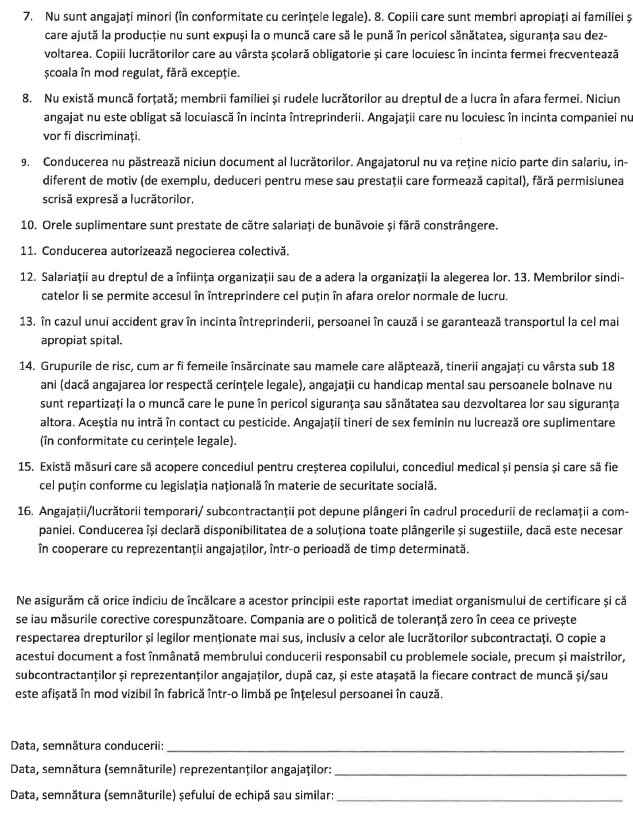 7. Nu sunt angajați minori (în conformitate cu cerințele legale). 8. Copiii care sunt membri apropiați ai familiei ș
care ajută la producție nu sunt expuși la o muncă care să le pună în pericol sănătatea, siguranța sau dez-
voltarea. Copiii lucrătorilor care au vârsta școlară obligatorie și care locuiesc în incinta fermei frecventează
școala în mod regulat, fără excepție.
8. Nu există muncă forțată; membrii familiei și rudele lucrătorilor au dreptul de a lucra în afara fermei. Niciun
angajat nu este obligat să locuiască în incinta întreprinderii. Angajații care nu locuiesc în incinta companiei nu
vor fi discriminați.
9. Conducerea nu păstrează niciun document al lucrătorilor. Angajatorul nu va reține nicio parte din salariu, in-
diferent de motiv (de exemplu, deduceri pentru mese sau prestații care formează capital), fără permisiunea
scrisă expresă a lucrătorilor.
10. Orele suplimentare sunt prestate de către salariați de bunăvoie și fără constrângere.
11. Conducerea autorizează negocierea colectivă.
12. Salariații au dreptul de a înființa organizații sau de a adera la organizații la alegerea lor. 13. Membrilor sindi-
catelor li se permite accesul în întreprindere cel puțin în afara orelor normale de lucru.
13. în cazul unui accident grav în incinta întreprinderii, persoanei în cauză i se garantează transportul la cel mai
apropiat spital.
14. Grupurile de risc, cum ar fi femeile însărcinate sau mamele care alăptează, tinerii angajați cu vârsta sub 18
ani (dacă angajarea lor respectă cerințele legale), angajații cu handicap mental sau persoanele bolnave nu
sunt repartizați la o muncă care le pune în pericol siguranța sau sănătatea sau dezvoltarea lor sau siguranța
altora. Aceștia nu intră în contact cu pesticide. Angajații tineri de sex feminin nu lucrează ore suplimentare
(în conformitate cu cerințele legale).
15. Există măsuri care să acopere concediul pentru creșterea copilului, concediul medical și pensia și care să fie
cel puțin conforme cu legislația națională în materie de securitate socială.
16. Angajații/lucrătorii temporari/ subcontractanții pot depune plângeri în cadrul procedurii de reclamații a com-
paniei. Conducerea își declară disponibilitatea de a soluționa toate plângerile și sugestiile, dacă este necesar
în cooperare cu reprezentanții angajaților, într-o perioadă de timp determinată.
Ne asigurăm că orice indiciu de încălcare a acestor principii este raportat imediat organismului de certificare și că
se iau măsurile corective corespunzătoare. Compania are o politică de toleranță zero în ceea ce privește
respectarea drepturilor și legilor menționate mai sus, inclusiv a celor ale lucrătorilor subcontractați. O copie a
acestui document a fost înmânată membrului conducerii responsabil cu problemele sociale, precum și maistrilor,
subcontractanților și reprezentanților angajaților, după caz, și este atașată la fiecare contract de muncă și/sau
este afișată în mod vizibil în fabrică într-o limbă pe înțelesul persoanei în cauză.
Data, semnătura conducerii:
Data, semnătura (semnăturile) reprezentanților angajaților:
Data, semnătura (semnăturile) șefului de echipă sau similar: